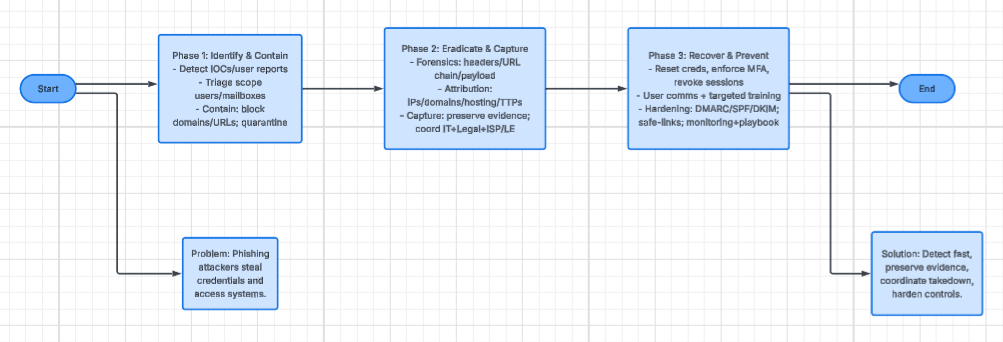 Start
Phase 1: Identify & Contain
- Detect IOCs/user reports
- Triage scope
users/mailboxes
- Contain: block
domains/URLs; quarantine
Phase 2: Eradicate & Capture
- Forensics: headers/URL
chain/payload
- Attribution:
IPs/domains/hosting/TTPs
- Capture: preserve evidence;
coord IT+Legal+ISP/LE
Phase 3: Recover & Prevent
- Reset creds, enforce MFA,
revoke sessions
- User comms + targeted training
- Hardening: DMARC/SPF/DKIM;
safe-links; monitoring+playbook
End
Problem: Phishing
attackers steal
credentials and
access systems.
Solution: Detect fast,
preserve evidence,
coordinate takedown,
harden controls.